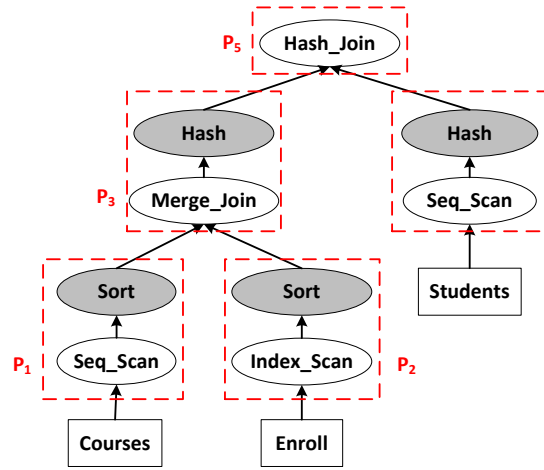 P5
Hash_Join
Hash
Hash
P3
Merge_Join
Seq_Scan
Sort
Sort
Students
P1
Seq_Scan
Index_Scan
P2
Courses
Enroll